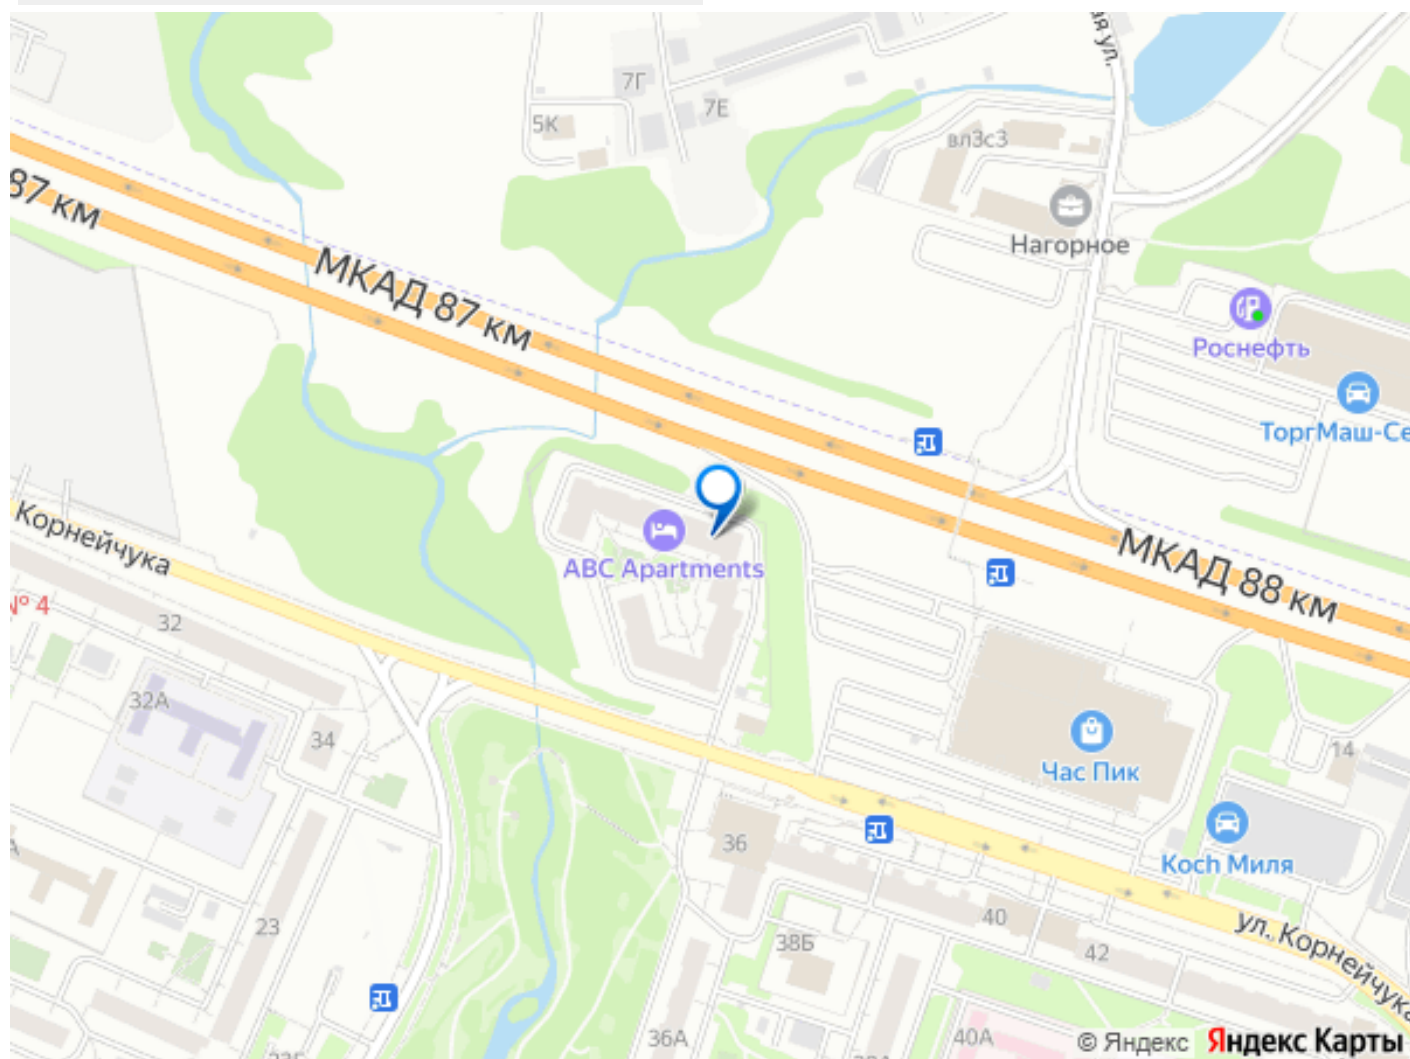 ая ул.
7Г
7Е
5К
вл3с3
87 км
МКАД 87 км
Нагорное
Роснефть
ТоргМаш-Се
МКАД 88 км
ABC Apartments
Корнейчука
№ 4
32
32А
34
14
Час Пик
Koch Миля
36
40
ул. Корнейчука
23
38Б
42
36А
40А
© Яндекс Яндекс Карты